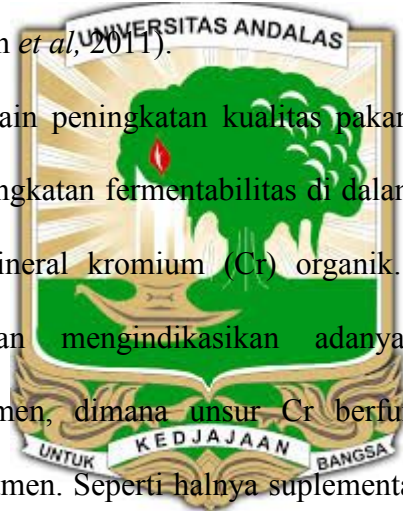 n et al, 2011).
UNIVERSITAS ANDALAS
ain peningkatan kualitas pakan
ngkatan fermentabilitas di dalam
ineral kromium (Cr) organik.
an mengindikasikan adanya
men, dimana unsur Cr berfu
UNTUK KEDJAJAAN BANGSA
men. Seperti halnya suplementa